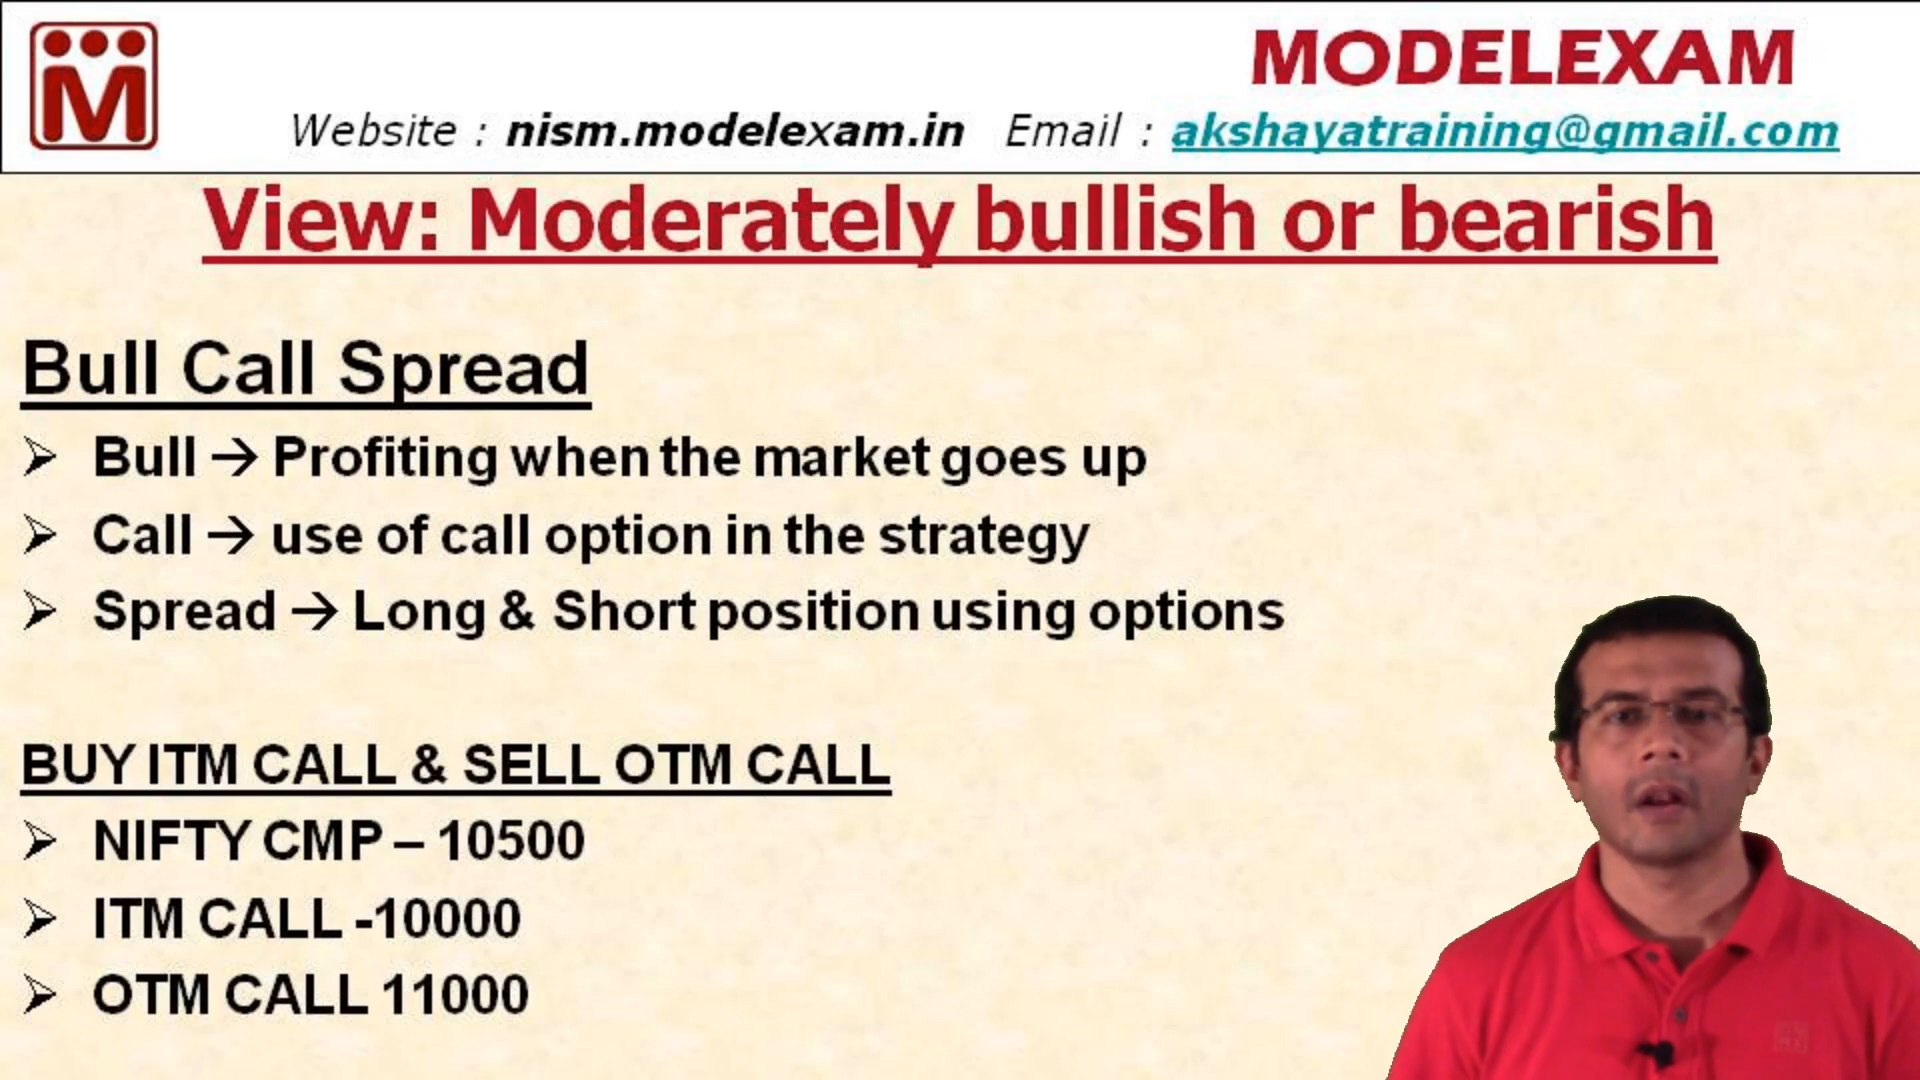 M
MODELEXAM
Website : nism.modelexam.in Email : akshayatraining@gmail.com
View: Moderately bullish or bearish
Bull Call Spread
➢ Bull → Profiting when the market goes up
➢ Call → use of call option in the strategy
➢ Spread → Long & Short position using options
BUY ITM CALL & SELL OTM CALL
➢ NIFTY CMP – 10500
➢ ITM CALL -10000
➢ OTM CALL 11000